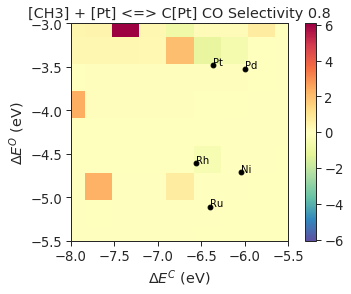 [CH3] + [Pt] <=> C[Pt] CO Selectivity 0.8
−3.0
−3.5
−4.0
−4.5
−5.0
−5.5
ΔE^O (eV)
Pt
Pd
Rh
Ni
Ru
−8.0 −7.5 −7.0 −6.5 −6.0 −5.5
ΔE^C (eV)
6
4
2
0
−2
−4
−6